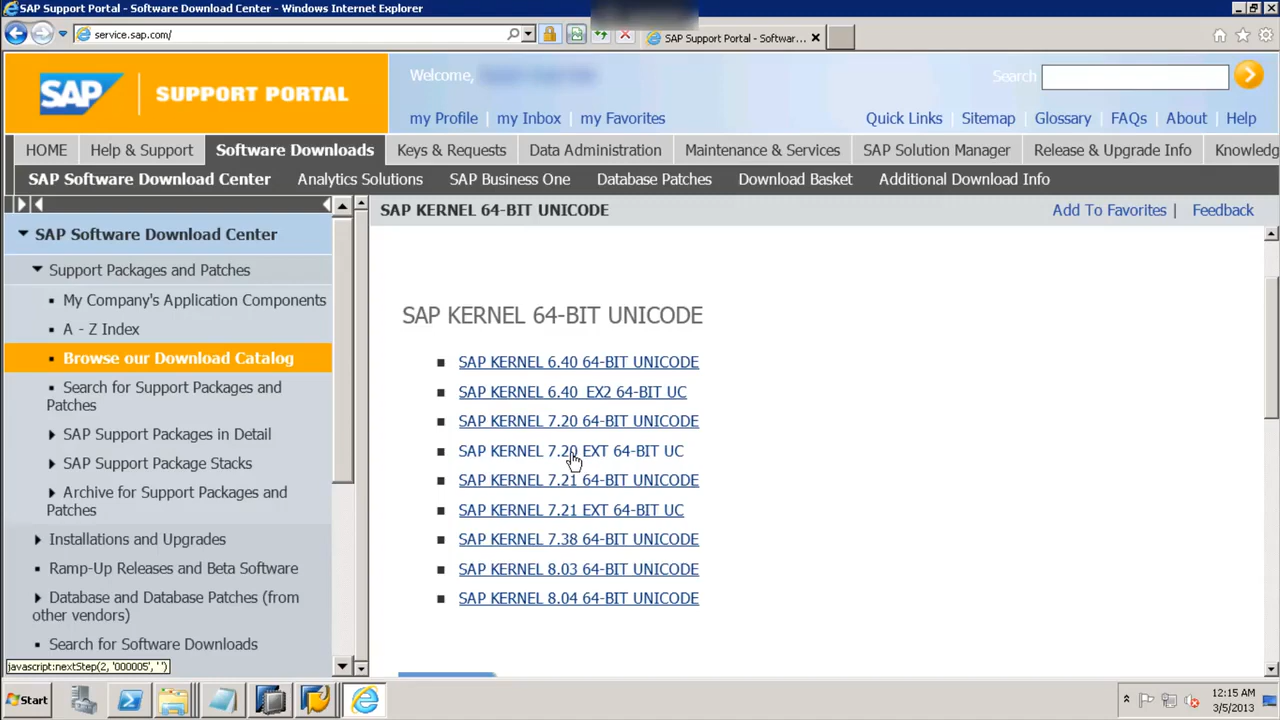 SAP Support Portal - Software Download Center - Windows Internet Explorer
service.sap.com/
SAP Support Portal - Softwar...
SAP | SUPPORT PORTAL
Welcome,
Search
my Profile | my Inbox | my Favorites
Quick Links | Sitemap | Glossary | FAQs | About | Help
HOME Help & Support Software Downloads Keys & Requests Data Administration Maintenance & Services SAP Solution Manager Release & Upgrade Info Knowledg
SAP Software Download Center Analytics Solutions SAP Business One Database Patches Download Basket Additional Download Info
SAP KERNEL 64-BIT UNICODE
Add To Favorites | Feedback
SAP Software Download Center
Support Packages and Patches
My Company's Application Components
A - Z Index
Browse our Download Catalog
Search for Support Packages and
Patches
SAP Support Packages in Detail
SAP Support Package Stacks
Archive for Support Packages and
Patches
Installations and Upgrades
Ramp-Up Releases and Beta Software
Database and Database Patches (from
other vendors)
Search for Software Downloads
SAP KERNEL 64-BIT UNICODE
SAP KERNEL 6.40 64-BIT UNICODE
SAP KERNEL 6.40 EX2 64-BIT UC
SAP KERNEL 7.20 64-BIT UNICODE
SAP KERNEL 7.20 EXT 64-BIT UC
SAP KERNEL 7.21 64-BIT UNICODE
SAP KERNEL 7.21 EXT 64-BIT UC
SAP KERNEL 7.38 64-BIT UNICODE
SAP KERNEL 8.03 64-BIT UNICODE
SAP KERNEL 8.04 64-BIT UNICODE
javascript:nextStep(2, '000005', ' ')
Start
12:15 AM
3/5/2013